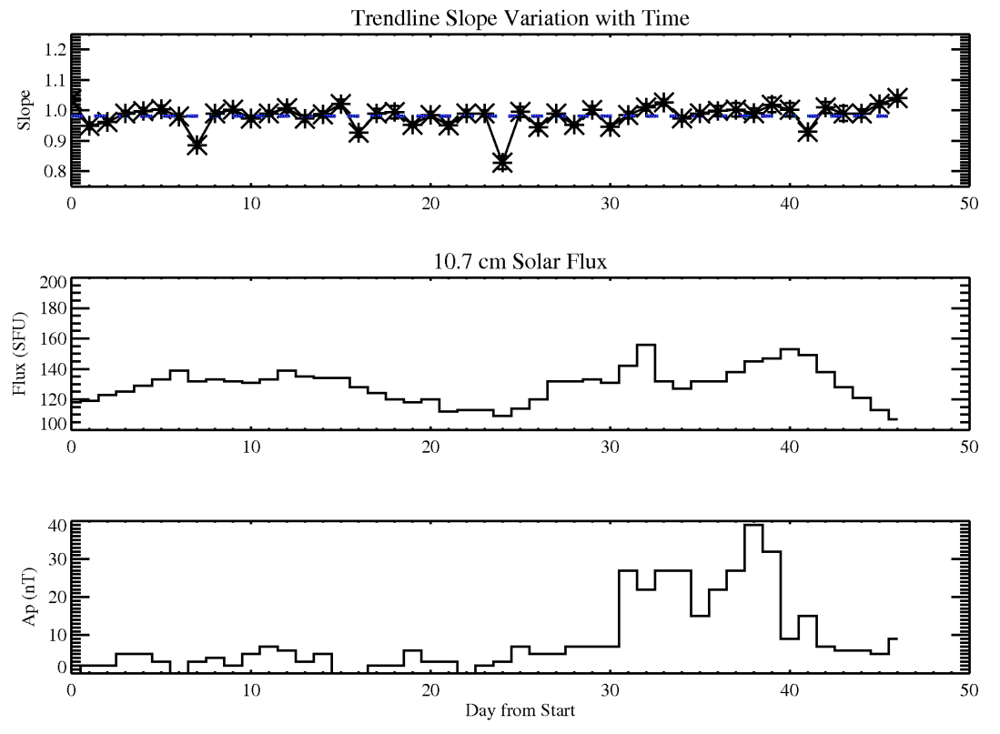 Trendline Slope Variation with Time
1.2
1.1
1.0
0.9
0.8
Slope
0 10 20 30 40 50
10.7 cm Solar Flux
200
180
160
140
120
100
Flux (SFU)
0 10 20 30 40 50
40
30
20
10
0
Ap (nT)
0 10 20 30 40 50
Day from Start